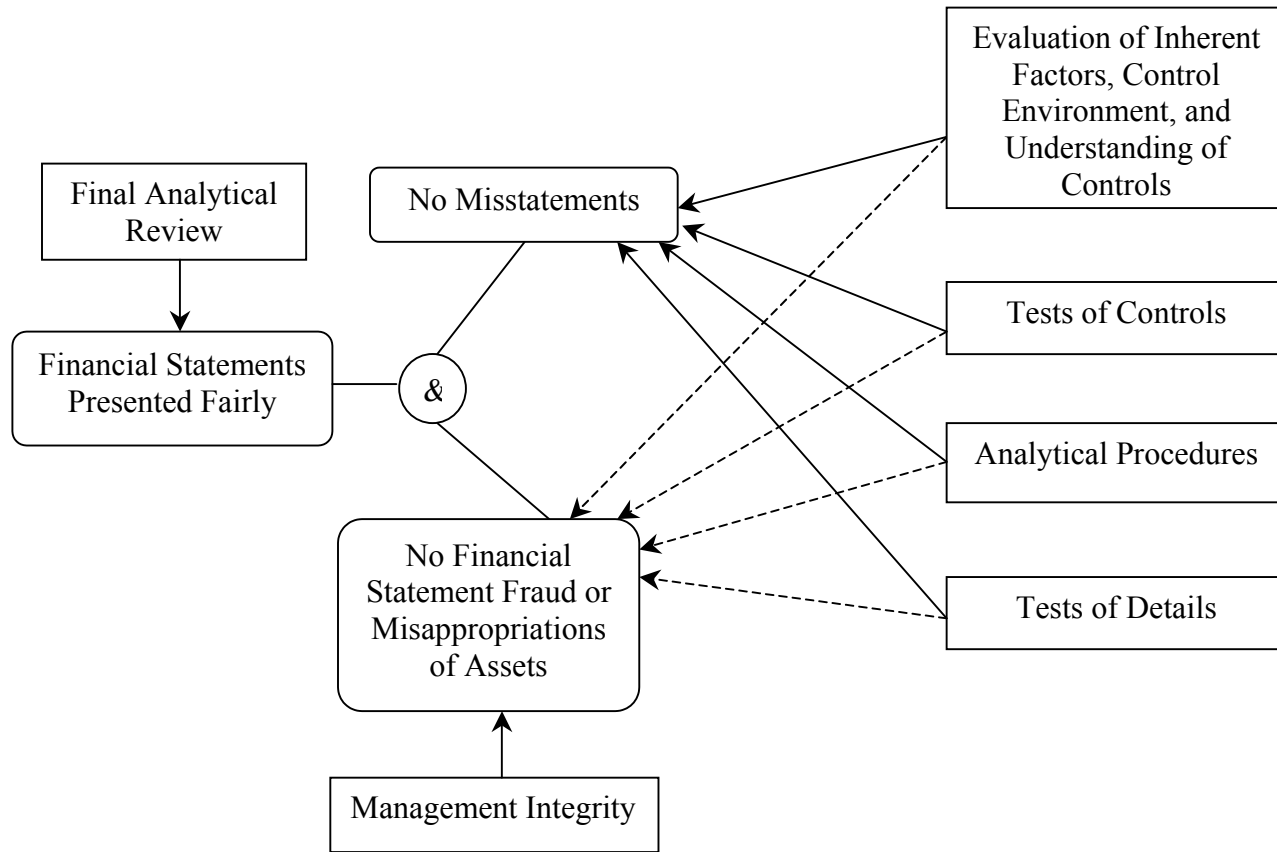 Evaluation of Inherent
Factors, Control
Environment, and
Understanding of
Controls
Final Analytical
Review
No Misstatements
Tests of Controls
Financial Statements
Presented Fairly
&
Analytical Procedures
No Financial
Statement Fraud or
Misappropriations
of Assets
Tests of Details
Management Integrity